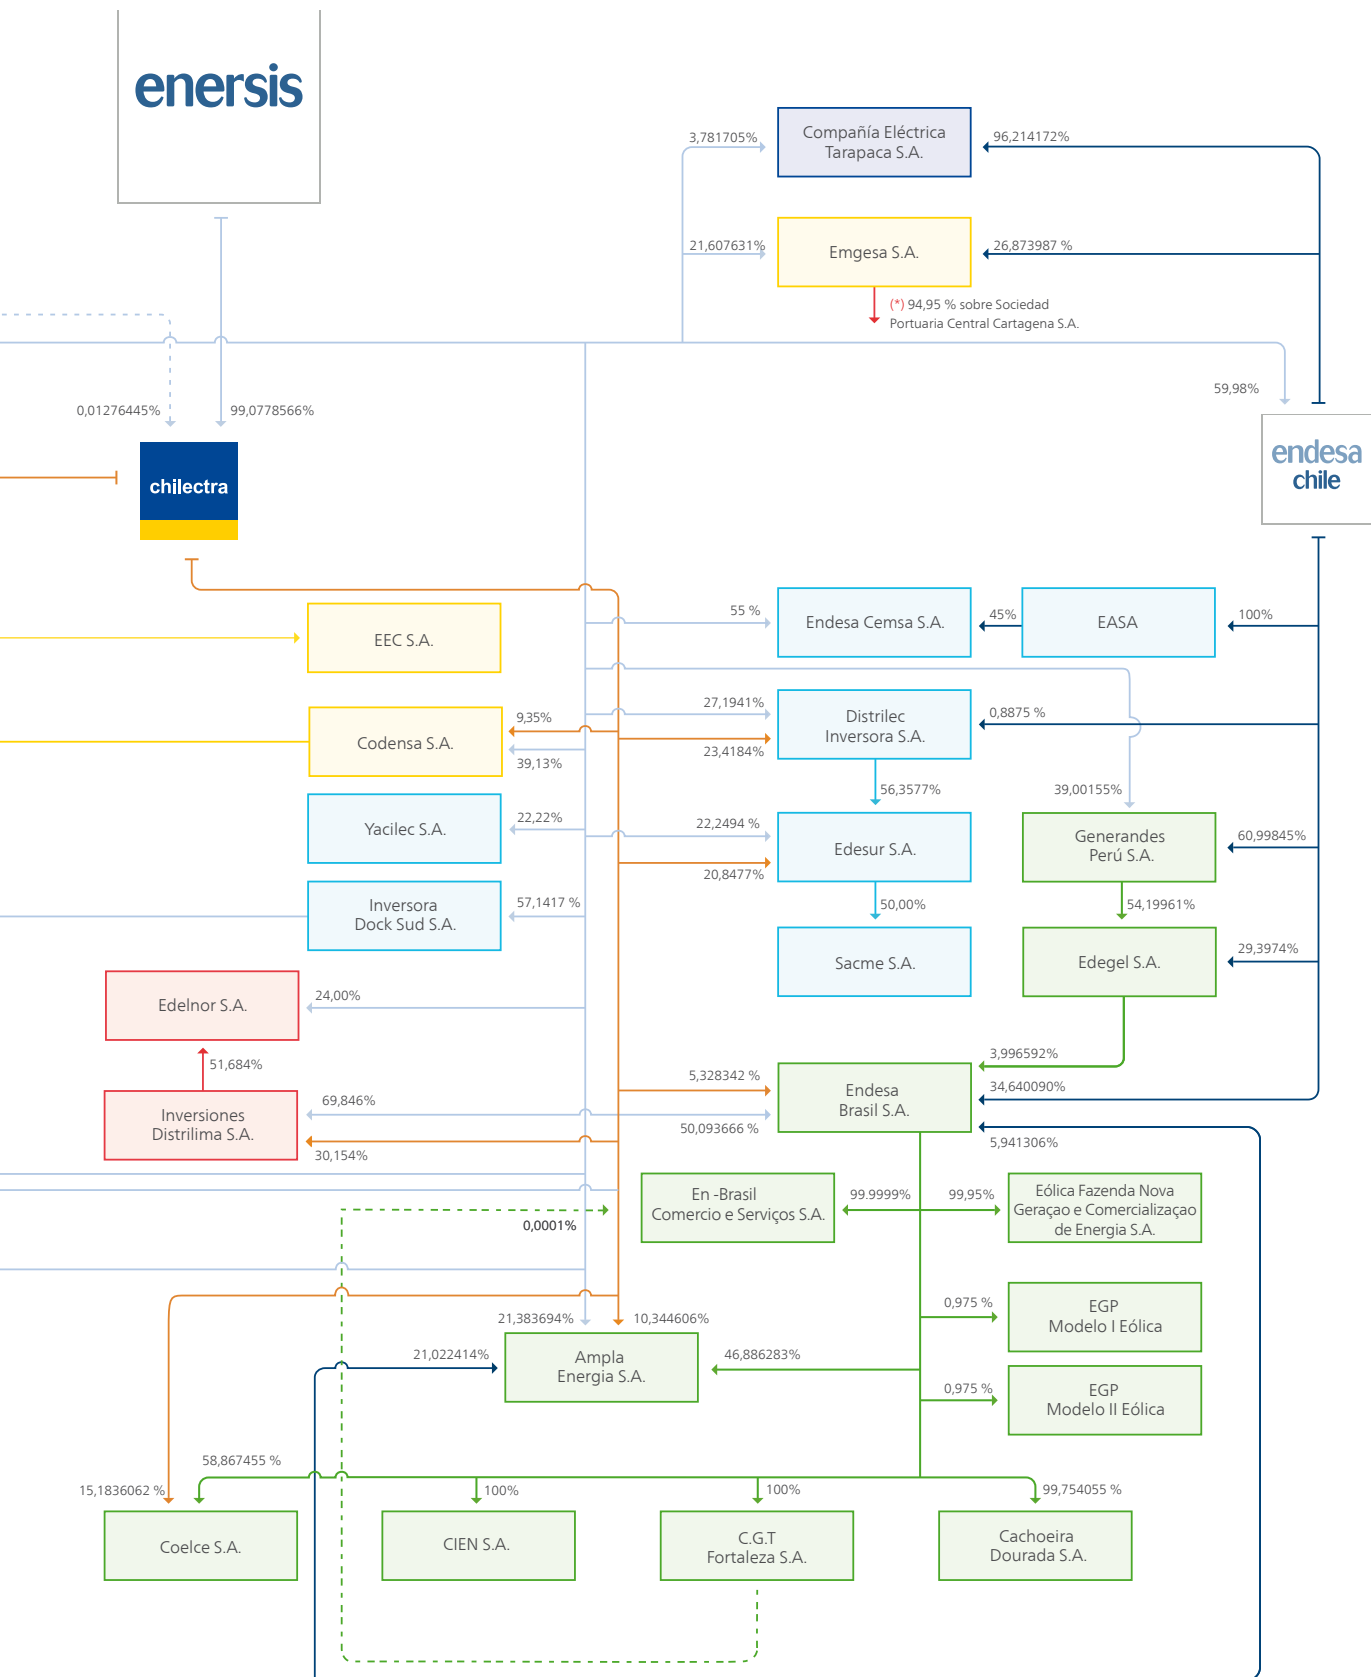 enersis
3,781705%
Compañía Eléctrica
Tarapaca S.A.
96,214172%
21,607631%
Emgesa S.A.
26,873987 %
(*) 94,95 % sobre Sociedad
Portuaria Central Cartagena S.A.
59,98%
0,01276445%
99,0778566%
endesa
chile
chilectra
55 %
Endesa Cemsa S.A.
45%
EASA
100%
EEC S.A.
27,1941%
Distrilec
Inversora S.A.
0,8875 %
9,35%
Codensa S.A.
23,4184%
39,13%
56,3577%
39,00155%
Yacilec S.A.
22,22%
22,2494 %
Edesur S.A.
Generandes
Perú S.A.
60,99845%
20,8477%
Inversora
Dock Sud S.A.
57,1417 %
50,00%
54,19961%
Sacme S.A.
Edegel S.A.
29,3974%
Edelnor S.A.
24,00%
51,684%
3,996592%
5,328342 %
Endesa
Brasil S.A.
34,640090%
Inversiones
Distrilima S.A.
69,846%
50,093666 %
5,941306%
30,154%
En -Brasil
Comercio e Serviços S.A.
99.9999%
99,95%
Eólica Fazenda Nova
Geraçao e Comercializaçao
de Energia S.A.
0,0001%
0,975 %
EGP
Modelo I Eólica
21,383694%
10,344606%
21,022414%
Ampla
Energia S.A.
46,886283%
0,975 %
EGP
Modelo II Eólica
58,867455 %
15,1836062 %
100%
100%
99,754055 %
Coelce S.A.
CIEN S.A.
C.G.T
Fortaleza S.A.
Cachoeira
Dourada S.A.